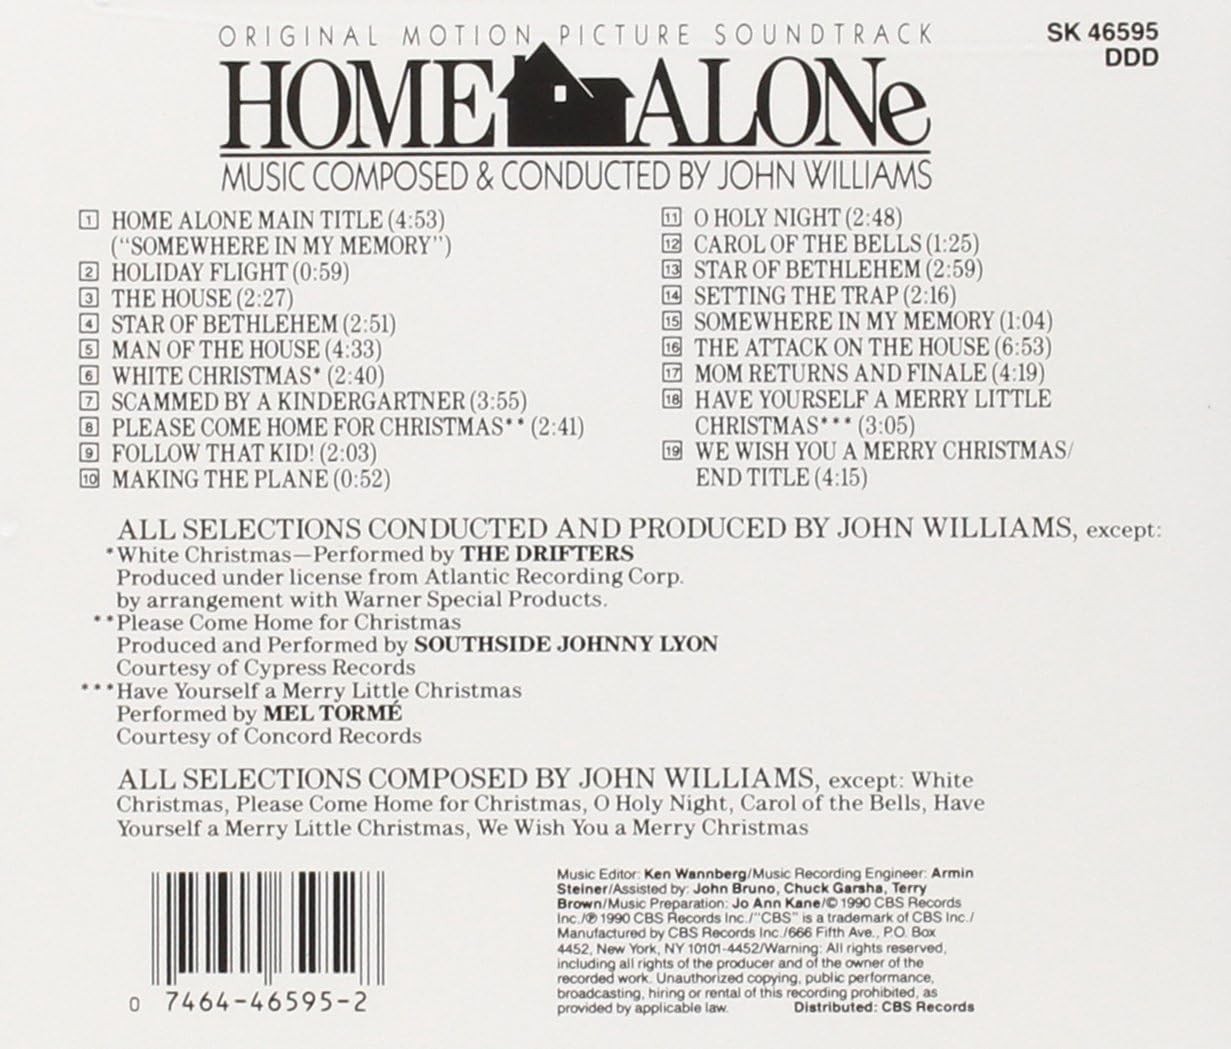 ORIGINAL MOTION PICTURE SOUNDTRACK
SK 46595
DDD
HOME ALONe
MUSIC COMPOSED & CONDUCTED BY JOHN WILLIAMS
1 HOME ALONE MAIN TITLE (4:53)
("SOMEWHERE IN MY MEMORY")
2 HOLIDAY FLIGHT (0:59)
3 THE HOUSE (2:27)
4 STAR OF BETHLEHEM (2:51)
5 MAN OF THE HOUSE (4:33)
6 WHITE CHRISTMAS* (2:40)
7 SCAMMED BY A KINDERGARTNER (3:55)
8 PLEASE COME HOME FOR CHRISTMAS** (2:41)
9 FOLLOW THAT KID! (2:03)
10 MAKING THE PLANE (0:52)
11 O HOLY NIGHT (2:48)
12 CAROL OF THE BELLS (1:25)
13 STAR OF BETHLEHEM (2:59)
14 SETTING THE TRAP (2:16)
15 SOMEWHERE IN MY MEMORY (1:04)
16 THE ATTACK ON THE HOUSE (6:53)
17 MOM RETURNS AND FINALE (4:19)
18 HAVE YOURSELF A MERRY LITTLE
CHRISTMAS*** (3:05)
19 WE WISH YOU A MERRY CHRISTMAS/
END TITLE (4:15)
ALL SELECTIONS CONDUCTED AND PRODUCED BY JOHN WILLIAMS, except:
*White Christmas—Performed by THE DRIFTERS
Produced under license from Atlantic Recording Corp.
by arrangement with Warner Special Products.
**Please Come Home for Christmas
Produced and Performed by SOUTHSIDE JOHNNY LYON
Courtesy of Cypress Records
***Have Yourself a Merry Little Christmas
Performed by MEL TORMÉ
Courtesy of Concord Records
ALL SELECTIONS COMPOSED BY JOHN WILLIAMS, except: White
Christmas, Please Come Home for Christmas, O Holy Night, Carol of the Bells, Have
Yourself a Merry Little Christmas, We Wish You a Merry Christmas
0 7464-46595-2
Music Editor: Ken Wannberg/Music Recording Engineer: Armin
Steiner/Assisted by: John Bruno, Chuck Garsha, Terry
Brown/Music Preparation: Jo Ann Kane/© 1990 CBS Records
Inc./℗ 1990 CBS Records Inc./"CBS" is a trademark of CBS Inc./
Manufactured by CBS Records Inc./666 Fifth Ave., P.O. Box
4452, New York, NY 10101-4452/Warning: All rights reserved,
including all rights of the producer and of the owner of the
recorded work. Unauthorized copying, public performance,
broadcasting, hiring or rental of this recording prohibited, as
provided by applicable law. Distributed: CBS Records